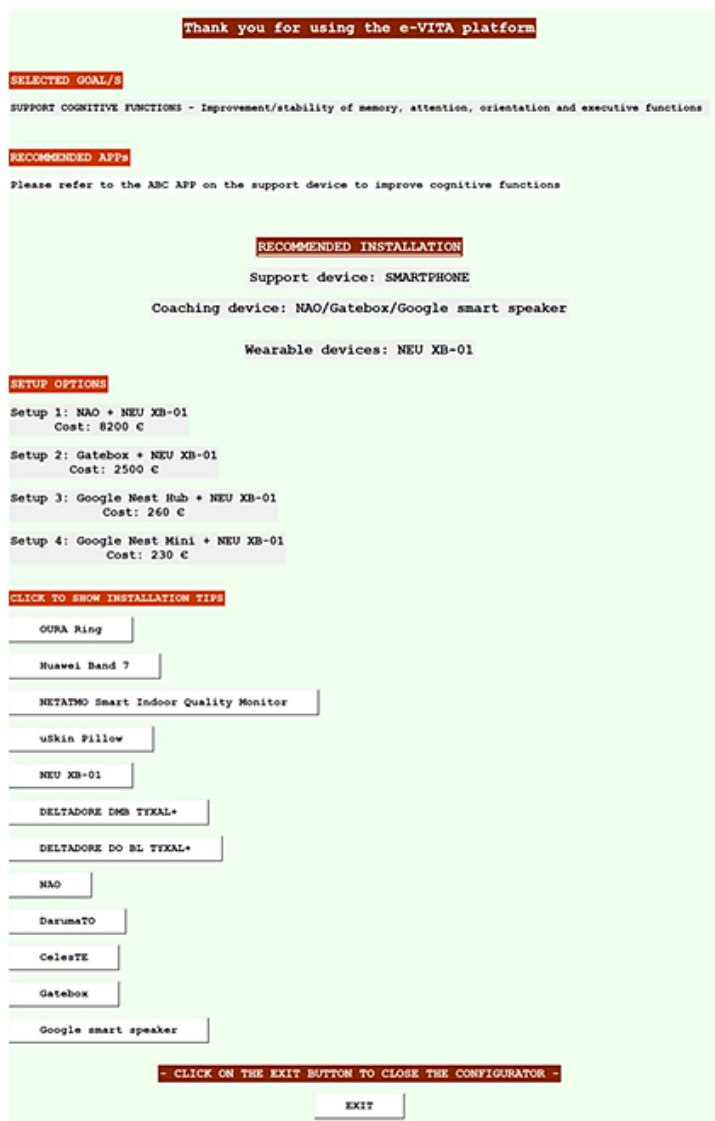 Thank you for using the e-VITA platform
SELECTED GOAL/S
SUPPORT COGNITIVE FUNCTIONS - Improvement/stability of memory, attention, orientation and executive functions
RECOMMENDED APPs
Please refer to the ABC APP on the support device to improve cognitive functions
RECOMMENDED INSTALLATION
Support device: SMARTPHONE
Coaching device: NAO/Gatebox/Google smart speaker
Wearable devices: NEU XB-01
SETUP OPTIONS
Setup 1: NAO + NEU XB-01
Cost: 8200 €
Setup 2: Gatebox + NEU XB-01
Cost: 2500 €
Setup 3: Google Nest Hub + NEU XB-01
Cost: 260 €
Setup 4: Google Nest Mini + NEU XB-01
Cost: 230 €
CLICK TO SHOW INSTALLATION TIPS
OURA Ring
Huawei Band 7
NETATMO Smart Indoor Quality Monitor
uSkin Pillow
NEU XB-01
DELTADORE DMB TYXAL+
DELTADORE DO BL TYXAL+
NAO
DarumaTO
CelesTE
Gatebox
Google smart speaker
- CLICK ON THE EXIT BUTTON TO CLOSE THE CONFIGURATOR -
EXIT